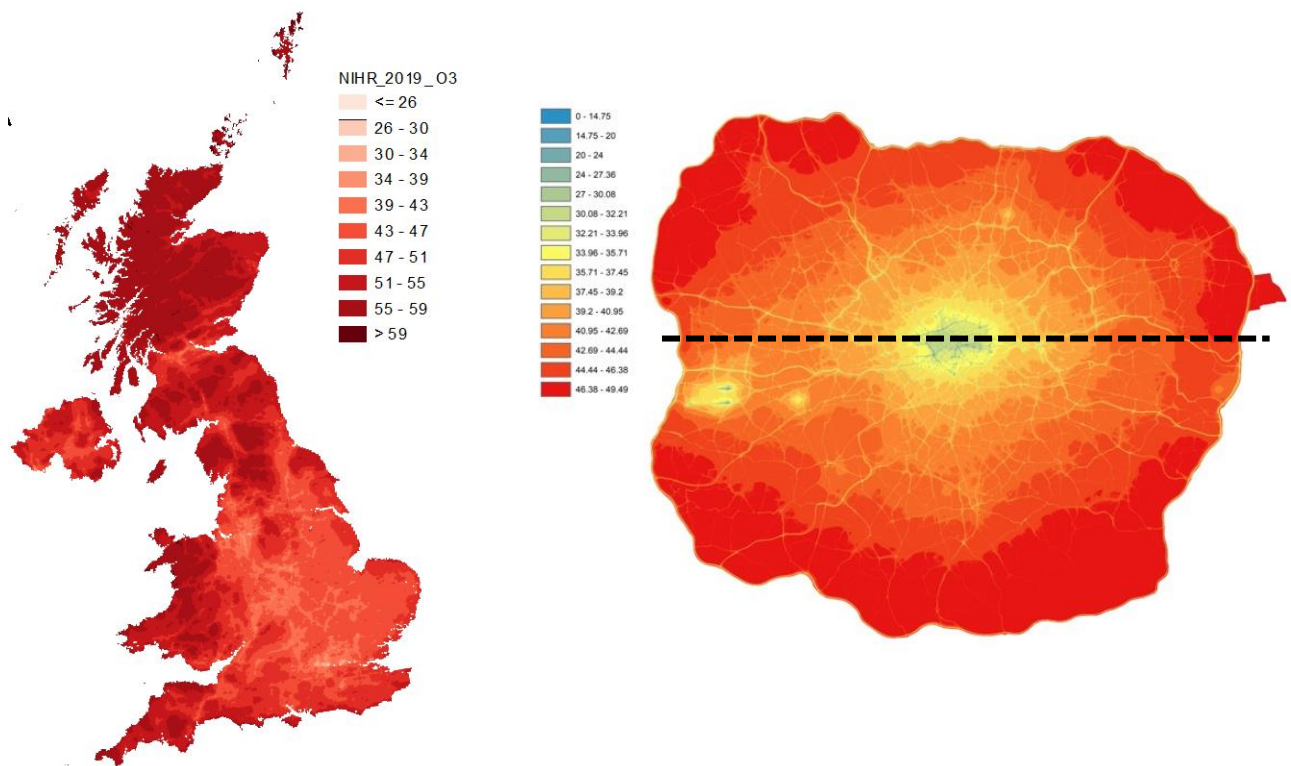 NIHR_2019_O3
<= 26
26 - 30
30 - 34
34 - 39
39 - 43
43 - 47
47 - 51
51 - 55
55 - 59
> 59
0 - 14.75
14.75 - 20
20 - 24
24 - 27.36
27 - 30.08
30.08 - 32.21
32.21 - 33.96
33.96 - 35.71
35.71 - 37.45
37.45 - 39.2
39.2 - 40.95
40.95 - 42.69
42.69 - 44.44
44.44 - 46.38
46.38 - 49.49